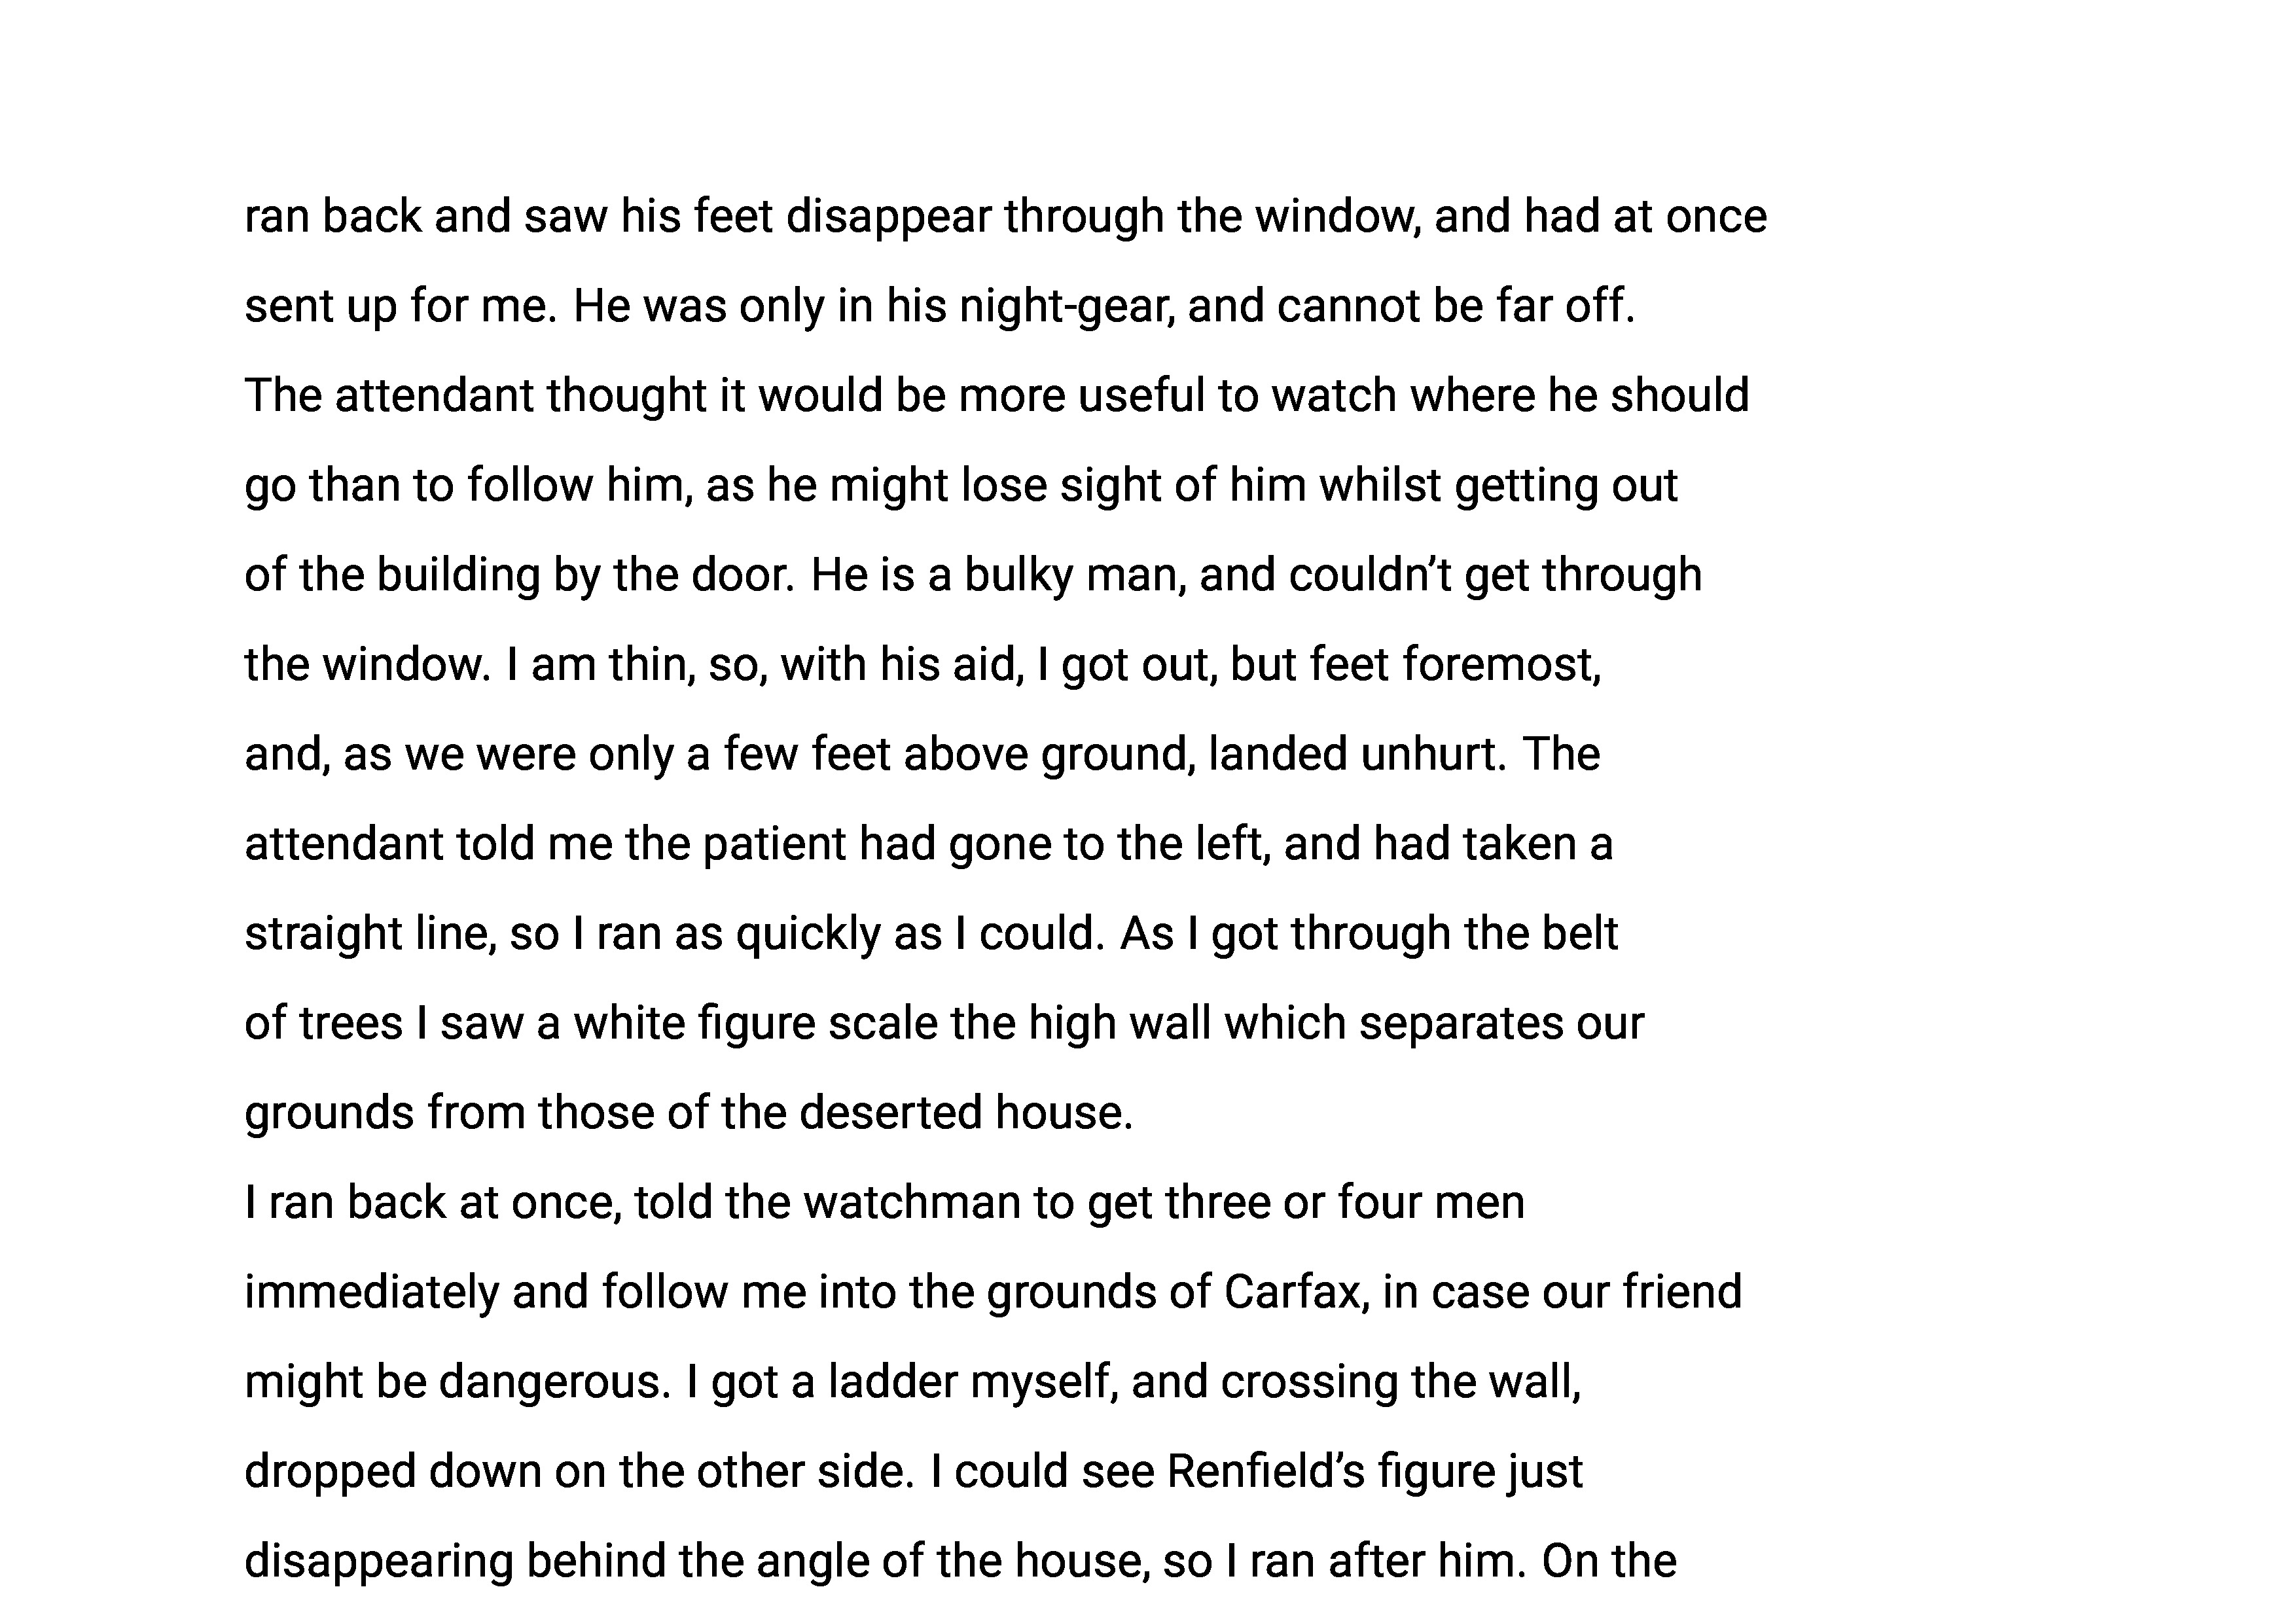 ran back and saw his feet disappear through the window, and had at once
sent up for me. He was only in his night-gear, and cannot be far off.
The attendant thought it would be more useful to watch where he should
go than to follow him, as he might lose sight of him whilst getting out
of the building by the door. He is a bulky man, and couldn’t get through
the window. I am thin, so, with his aid, I got out, but feet foremost,
and, as we were only a few feet above ground, landed unhurt. The
attendant told me the patient had gone to the left, and had taken a
straight line, so I ran as quickly as I could. As I got through the belt
of trees I saw a white figure scale the high wall which separates our
grounds from those of the deserted house.
I ran back at once, told the watchman to get three or four men
immediately and follow me into the grounds of Carfax, in case our friend
might be dangerous. I got a ladder myself, and crossing the wall,
dropped down on the other side. I could see Renfield’s figure just
disappearing behind the angle of the house, so I ran after him. On the